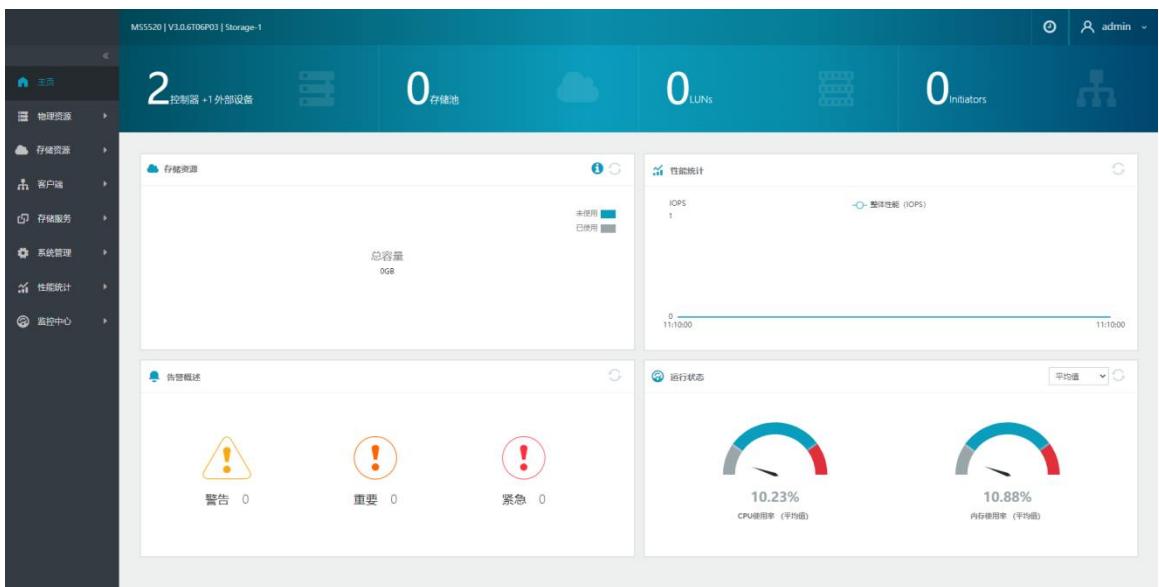 MS5520 | V3.0.6T06P03 | Storage-1
admin
主页
物理资源
存储资源
客户端
存储服务
系统管理
性能统计
监控中心
2 控制器 +1 外部设备
0 存储池
0 LUNs
0 Initiators
存储资源
未使用
已使用
总容量
0GB
性能统计
IOPS
整体性能 (IOPS)
1
0
11:10:00 11:10:00
告警概述
警告 0
重要 0
紧急 0
运行状态
平均值
10.23%
CPU使用率 (平均值)
10.88%
内存使用率 (平均值)